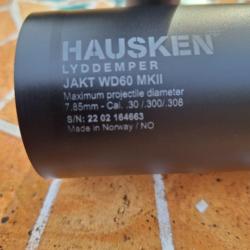 HAUSKEN
LYDDEMPER
JAKT WD60 MKII
Maximum projectile diameter
7.85mm - Cal. .30 /.300/.308
S/N: 22 02 164663
Made in Norway / NO